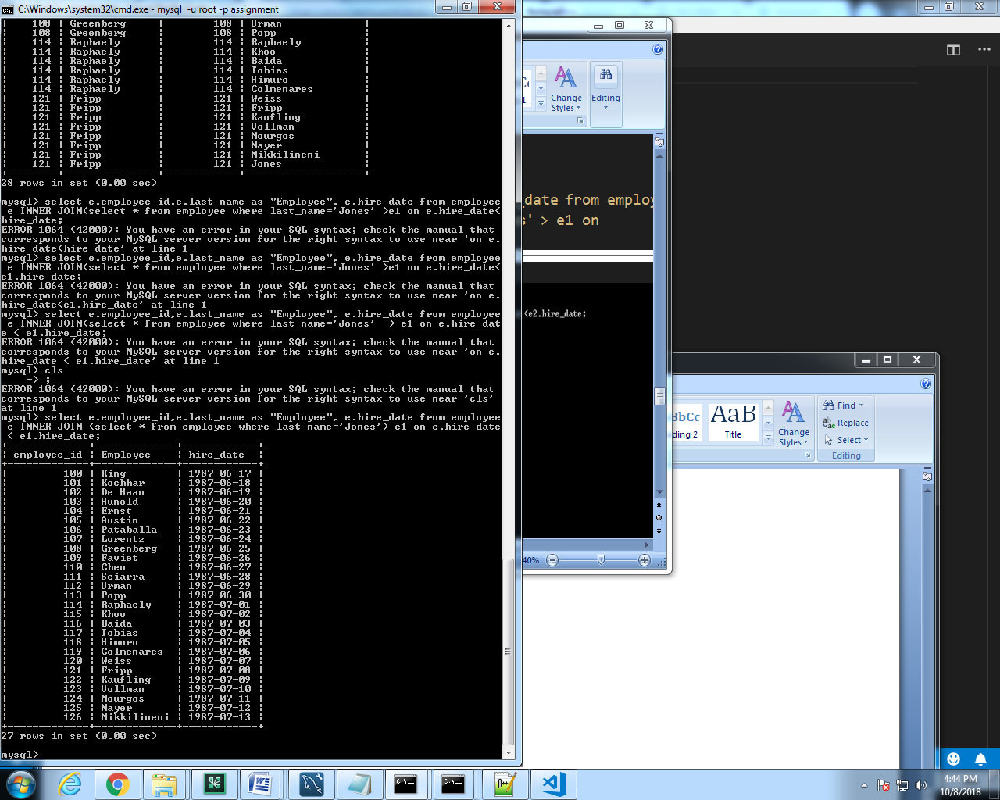 C:\Windows\system32\cmd.exe - mysql  -u root -p assignment
¦    108 ¦ Greenberg     ¦        108 ¦ Urman             ¦
¦    108 ¦ Greenberg     ¦        108 ¦ Popp              ¦
¦    114 ¦ Raphaely      ¦        114 ¦ Raphaely          ¦
¦    114 ¦ Raphaely      ¦        114 ¦ Khoo              ¦
¦    114 ¦ Raphaely      ¦        114 ¦ Baida             ¦
¦    114 ¦ Raphaely      ¦        114 ¦ Tobias            ¦
¦    114 ¦ Raphaely      ¦        114 ¦ Himuro            ¦
¦    114 ¦ Raphaely      ¦        114 ¦ Colmenares        ¦
¦    121 ¦ Fripp         ¦        121 ¦ Weiss             ¦
¦    121 ¦ Fripp         ¦        121 ¦ Fripp             ¦
¦    121 ¦ Fripp         ¦        121 ¦ Kaufling          ¦
¦    121 ¦ Fripp         ¦        121 ¦ Vollman           ¦
¦    121 ¦ Fripp         ¦        121 ¦ Mourgos           ¦
¦    121 ¦ Fripp         ¦        121 ¦ Nayer             ¦
¦    121 ¦ Fripp         ¦        121 ¦ Mikkilineni       ¦
¦    121 ¦ Fripp         ¦        121 ¦ Jones             ¦
28 rows in set (0.00 sec)
mysql> select e.employee_id,e.last_name as "Employee", e.hire_date from employee
 e INNER JOIN(select * from employee where last_name='Jones' >e1 on e.hire_date<
hire_date;
ERROR 1064 (42000): You have an error in your SQL syntax; check the manual that
corresponds to your MySQL server version for the right syntax to use near 'on e.
hire_date<hire_date' at line 1
mysql> select e.employee_id,e.last_name as "Employee", e.hire_date from employee
 e INNER JOIN(select * from employee where last_name='Jones' >e1 on e.hire_date<
e1.hire_date;
ERROR 1064 (42000): You have an error in your SQL syntax; check the manual that
corresponds to your MySQL server version for the right syntax to use near 'on e.
hire_date<e1.hire_date' at line 1
mysql> select e.employee_id,e.last_name as "Employee", e.hire_date from employee
 e INNER JOIN(select * from employee where last_name='Jones'  > e1 on e.hire_dat
e < e1.hire_date;
ERROR 1064 (42000): You have an error in your SQL syntax; check the manual that
corresponds to your MySQL server version for the right syntax to use near 'on e.
hire_date < e1.hire_date' at line 1
mysql> cls
    -> ;
ERROR 1064 (42000): You have an error in your SQL syntax; check the manual that
corresponds to your MySQL server version for the right syntax to use near 'cls'
at line 1
mysql> select e.employee_id,e.last_name as "Employee", e.hire_date from employee
 e INNER JOIN (select * from employee where last_name='Jones') e1 on e.hire_date
 < e1.hire_date;
¦ employee_id ¦ Employee    ¦ hire_date  ¦
¦         100 ¦ King        ¦ 1987-06-17 ¦
¦         101 ¦ Kochhar     ¦ 1987-06-18 ¦
¦         102 ¦ De Haan     ¦ 1987-06-19 ¦
¦         103 ¦ Hunold      ¦ 1987-06-20 ¦
¦         104 ¦ Ernst       ¦ 1987-06-21 ¦
¦         105 ¦ Austin      ¦ 1987-06-22 ¦
¦         106 ¦ Pataballa   ¦ 1987-06-23 ¦
¦         107 ¦ Lorentz     ¦ 1987-06-24 ¦
¦         108 ¦ Greenberg   ¦ 1987-06-25 ¦
¦         109 ¦ Faviet      ¦ 1987-06-26 ¦
¦         110 ¦ Chen        ¦ 1987-06-27 ¦
¦         111 ¦ Sciarra     ¦ 1987-06-28 ¦
¦         112 ¦ Urman       ¦ 1987-06-29 ¦
¦         113 ¦ Popp        ¦ 1987-06-30 ¦
¦         114 ¦ Raphaely    ¦ 1987-07-01 ¦
¦         115 ¦ Khoo        ¦ 1987-07-02 ¦
¦         116 ¦ Baida       ¦ 1987-07-03 ¦
¦         117 ¦ Tobias      ¦ 1987-07-04 ¦
¦         118 ¦ Himuro      ¦ 1987-07-05 ¦
¦         119 ¦ Colmenares  ¦ 1987-07-06 ¦
¦         120 ¦ Weiss       ¦ 1987-07-07 ¦
¦         121 ¦ Fripp       ¦ 1987-07-08 ¦
¦         122 ¦ Kaufling    ¦ 1987-07-09 ¦
¦         123 ¦ Vollman     ¦ 1987-07-10 ¦
¦         124 ¦ Mourgos     ¦ 1987-07-11 ¦
¦         125 ¦ Nayer       ¦ 1987-07-12 ¦
¦         126 ¦ Mikkilineni ¦ 1987-07-13 ¦
27 rows in set (0.00 sec)
mysql>
Change
Styles
Editing
_date from employ
s' > e1 on
<e2.hire_date;
40%
BbCc
ding 2
AaB
Title
Change
Styles
Find
Replace
Select
Editing
4:44 PM
10/8/2018